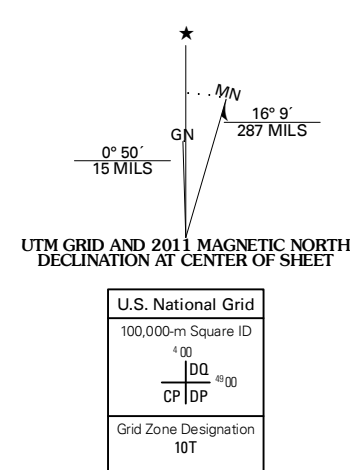 ★
MN
GN
16° 9´
287 MILS
0° 50´
15 MILS
UTM GRID AND 2011 MAGNETIC NORTH
DECLINATION AT CENTER OF SHEET
U.S. National Grid
100,000-m Square ID
4 00
DQ
49 00
CP DP
Grid Zone Designation
10T